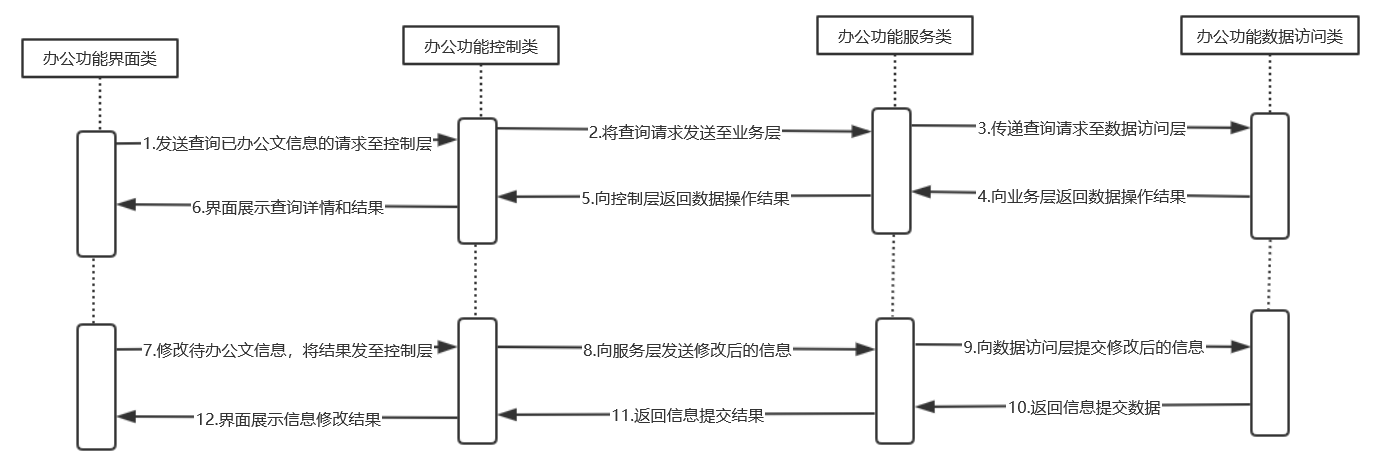 办公功能界面类
办公功能控制类
办公功能服务类
办公功能数据访问类
1.发送查询已办公文信息的请求至控制层
2.将查询请求发送至业务层
3.传递查询请求至数据访问层
6.界面展示查询详情和结果
5.向控制层返回数据操作结果
4.向业务层返回数据操作结果
7.修改待办公文信息，将结果发至控制层
8.向服务层发送修改后的信息
9.向数据访问层提交修改后的信息
12.界面展示信息修改结果
11.返回信息提交结果
10.返回信息提交数据